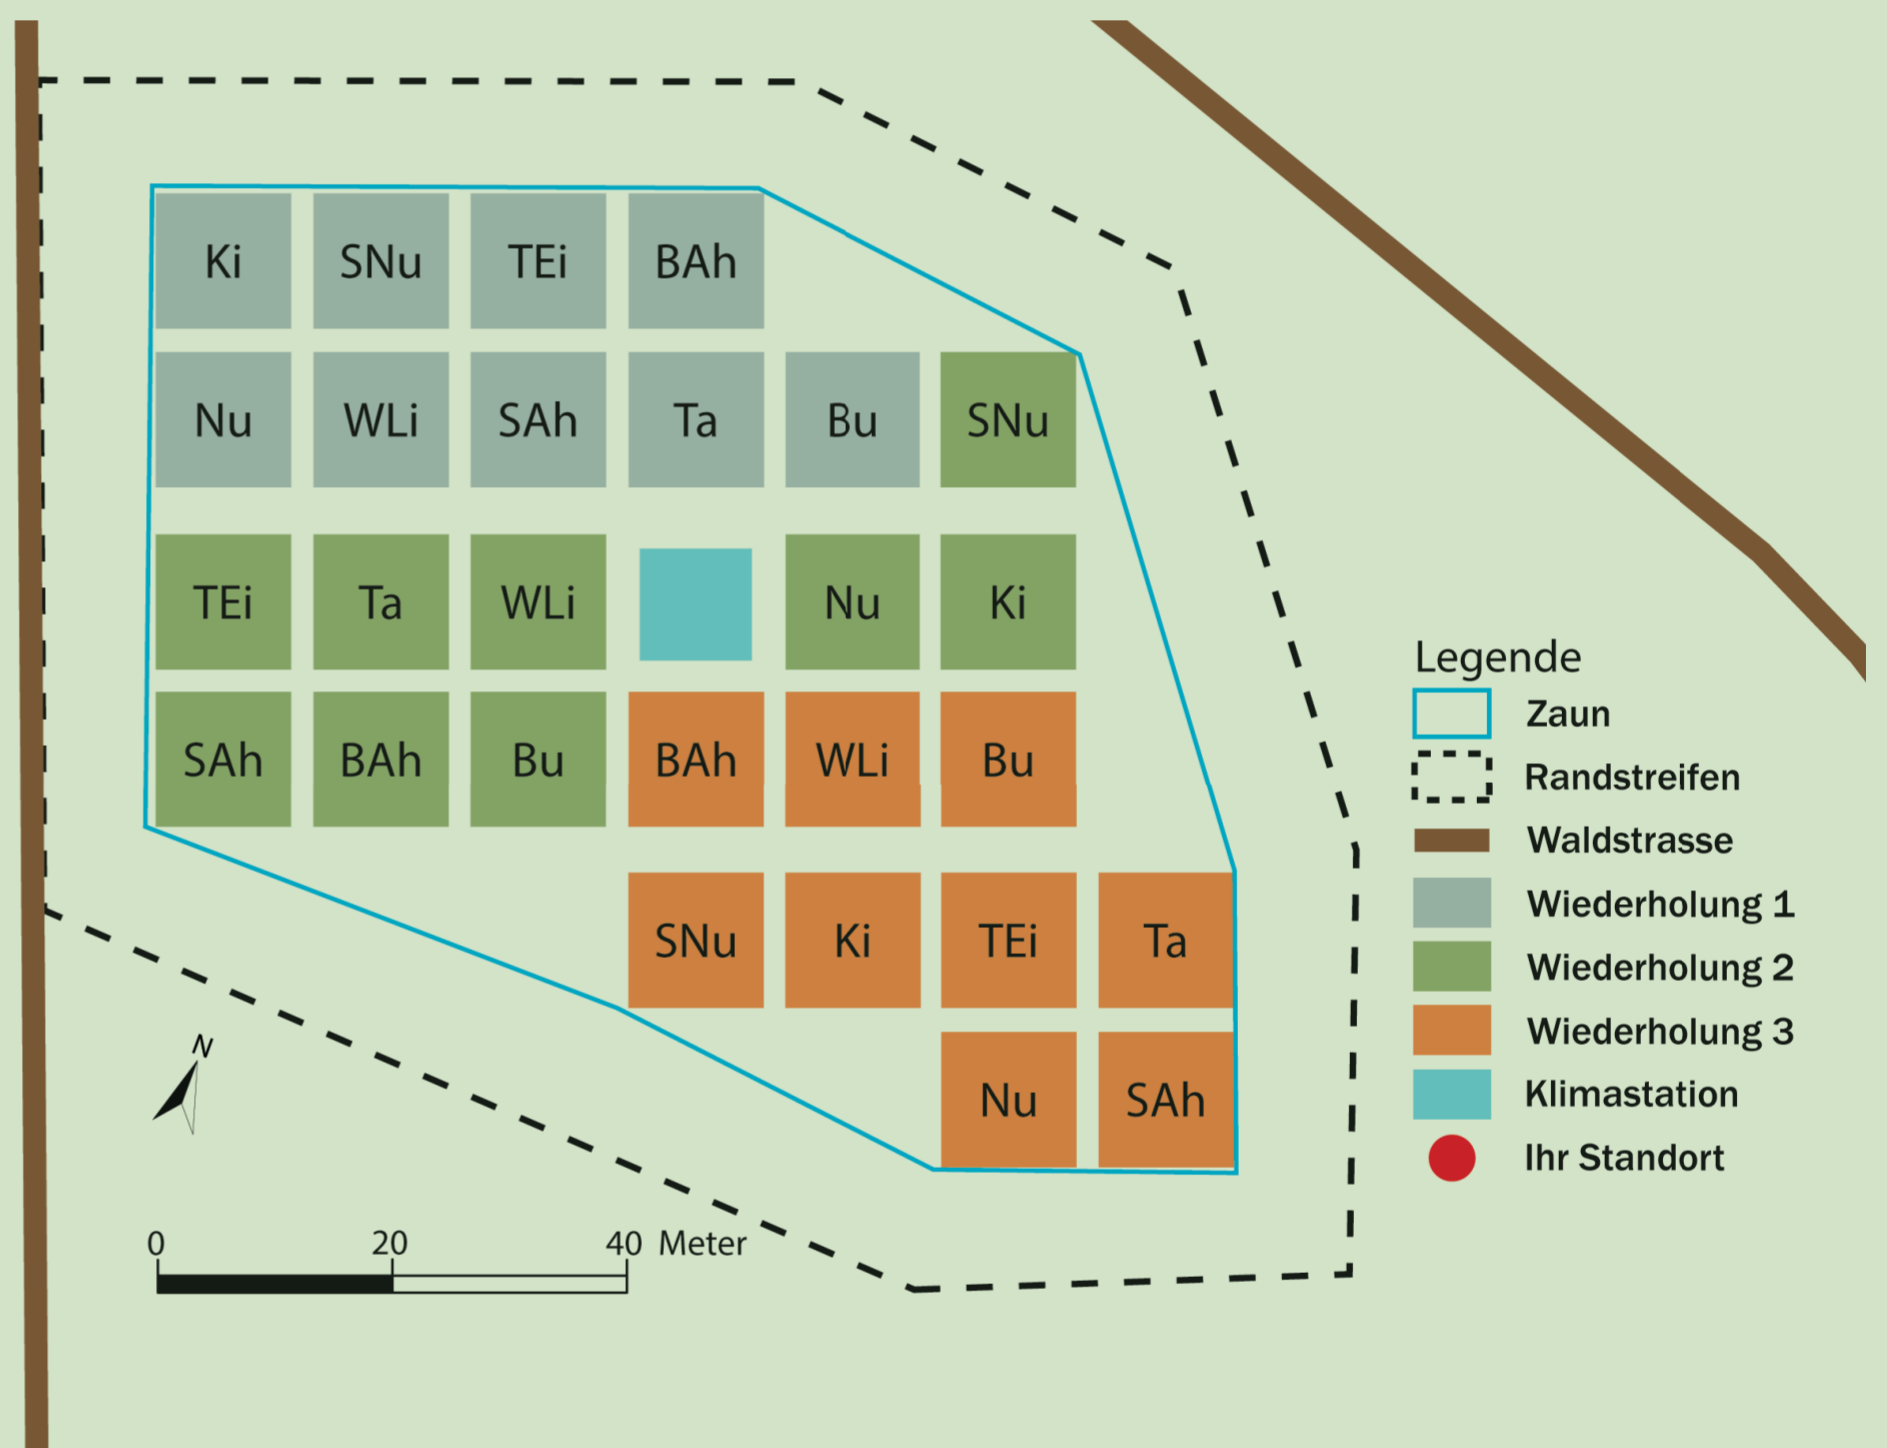 Ki SNu TEi BAh
Nu WLi SAh Ta Bu SNu
TEi Ta WLi Nu Ki
SAh BAh Bu BAh WLi Bu
SNu Ki TEi Ta
Nu SAh
N
0 20 40 Meter
Legende
Zaun
Randstreifen
Waldstrasse
Wiederholung 1
Wiederholung 2
Wiederholung 3
Klimastation
Ihr Standort